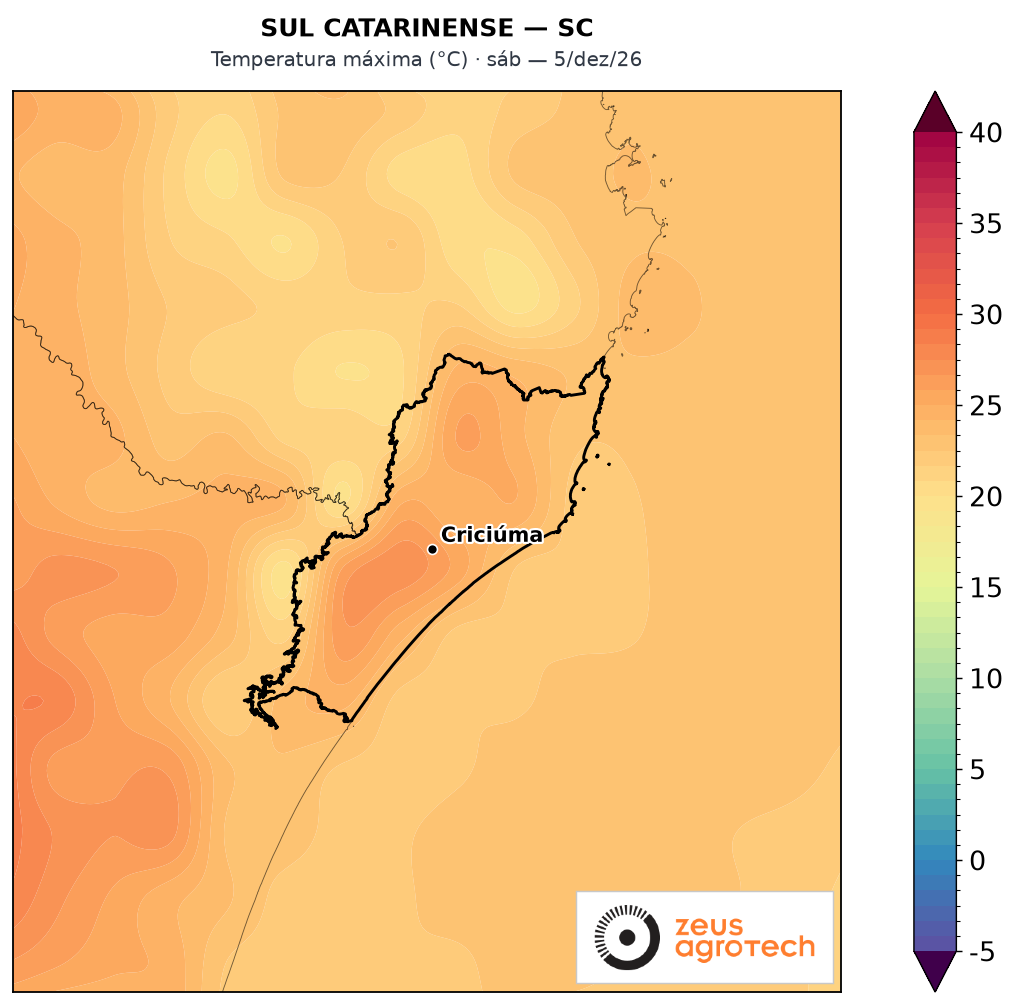 SUL CATARINENSE — SC
Temperatura máxima (°C) · sáb — 5/dez/26
40
35
30
25
20
15
10
5
0
-5
Criciúma
zeus
agrotech